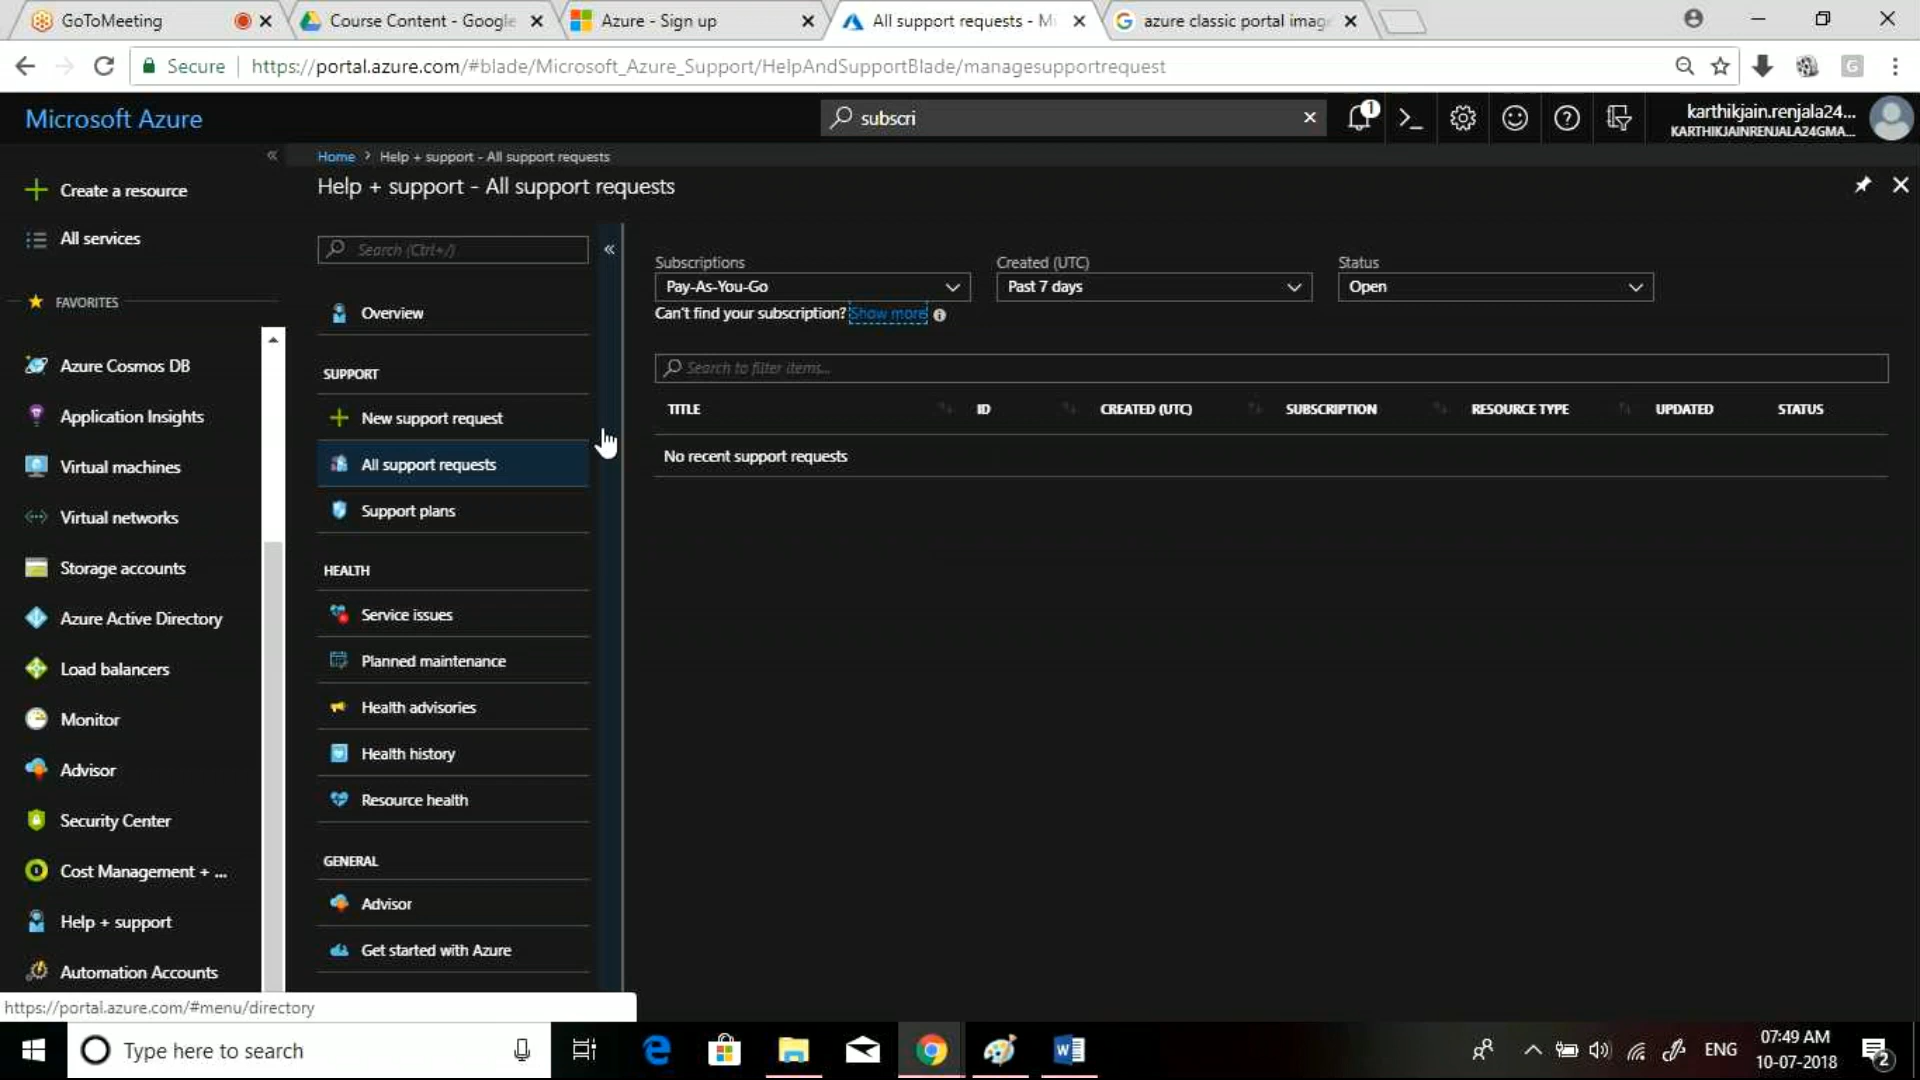 GoToMeeting
Course Content - Google
Azure - Sign up
All support requests - Mi
azure classic portal imag
Secure
https://portal.azure.com/#blade/Microsoft_Azure_Support/HelpAndSupportBlade/managesupportrequest
Microsoft Azure
subscri
1
karthikjain.renjala24...
KARTHIKJAINRENJALA24GMA...
Home > Help + support - All support requests
Help + support - All support requests
Create a resource
All services
FAVORITES
Azure Cosmos DB
Application Insights
Virtual machines
Virtual networks
Storage accounts
Azure Active Directory
Load balancers
Monitor
Advisor
Security Center
Cost Management + ...
Help + support
Automation Accounts
Search (Ctrl+/)
Overview
SUPPORT
New support request
All support requests
Support plans
HEALTH
Service issues
Planned maintenance
Health advisories
Health history
Resource health
GENERAL
Advisor
Get started with Azure
Subscriptions
Pay-As-You-Go
Can't find your subscription? Show more
Created (UTC)
Past 7 days
Status
Open
Search to filter items...
TITLE ID CREATED (UTC) SUBSCRIPTION RESOURCE TYPE UPDATED STATUS
No recent support requests
https://portal.azure.com/#menu/directory
Type here to search
ENG
07:49 AM
10-07-2018
2